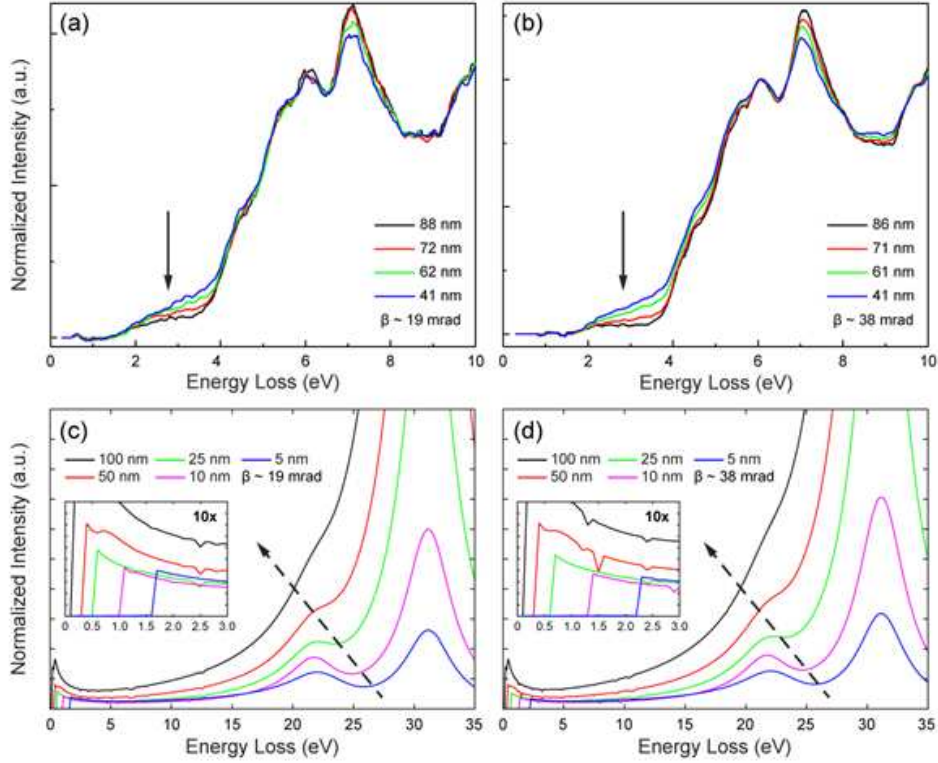 (a)
88 nm
72 nm
62 nm
41 nm
β ~ 19 mrad
Normalized Intensity (a.u.)
0 2 4 6 8 10
Energy Loss (eV)
(b)
86 nm
71 nm
61 nm
41 nm
β ~ 38 mrad
0 2 4 6 8 10
Energy Loss (eV)
(c)
100 nm 25 nm 5 nm
50 nm 10 nm β ~ 19 mrad
10x
0 0.5 1.0 1.5 2.0 2.5 3.0
Normalized Intensity (a.u.)
0 5 10 15 20 25 30 35
Energy Loss (eV)
(d)
100 nm 25 nm 5 nm
50 nm 10 nm β ~ 38 mrad
10x
0 0.5 1.0 1.5 2.0 2.5 3.0
0 5 10 15 20 25 30 35
Energy Loss (eV)